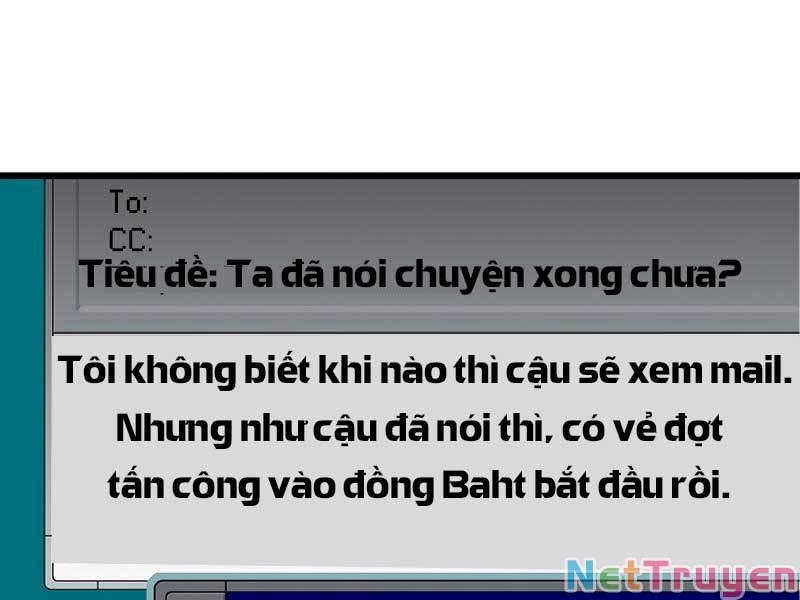 To:
CC:
Tiêu đề: Ta đã nói chuyện xong chưa?
Tôi không biết khi nào thì cậu sẽ xem mail.
Nhưng như cậu đã nói thì, có vẻ đợt
tấn công vào đồng Baht bắt đầu rồi.
NetTruyen